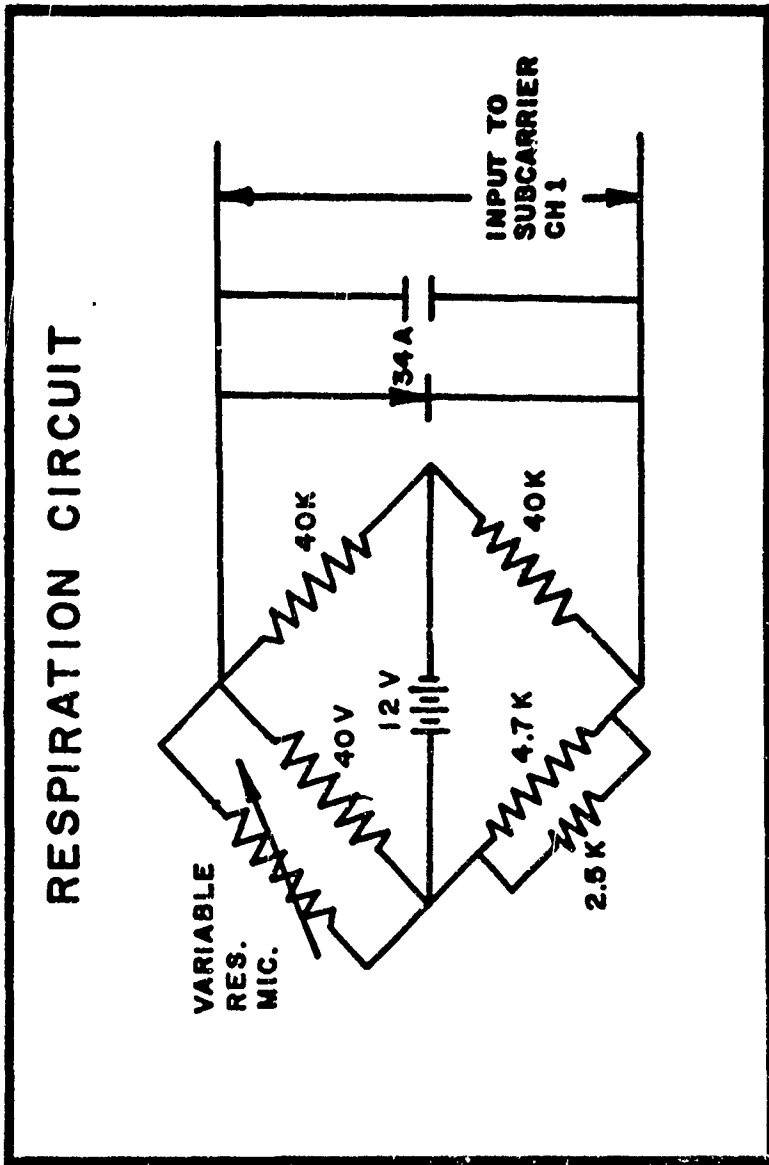 RESPIRATION CIRCUIT
VARIABLE
RES.
MIC.
40V
40K
12 V
34A
INPUT TO
SUBCARRIER
CH 1
2.5K
4.7K
40K